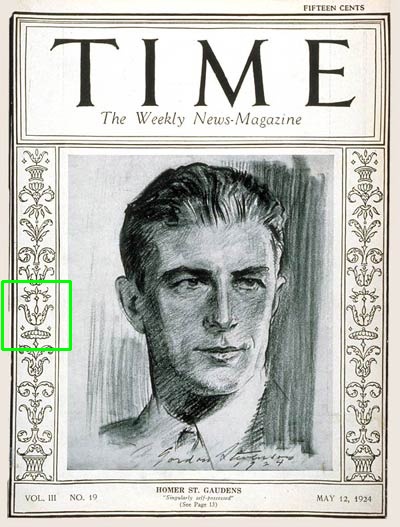 FIFTEEN CENTS
TIME
The Weekly News-Magazine
Gordon Stevenson
1924
VOL. III NO. 19
HOMER ST. GAUDENS
"Singularly self-possessed"
(See Page 13)
MAY 12, 1924